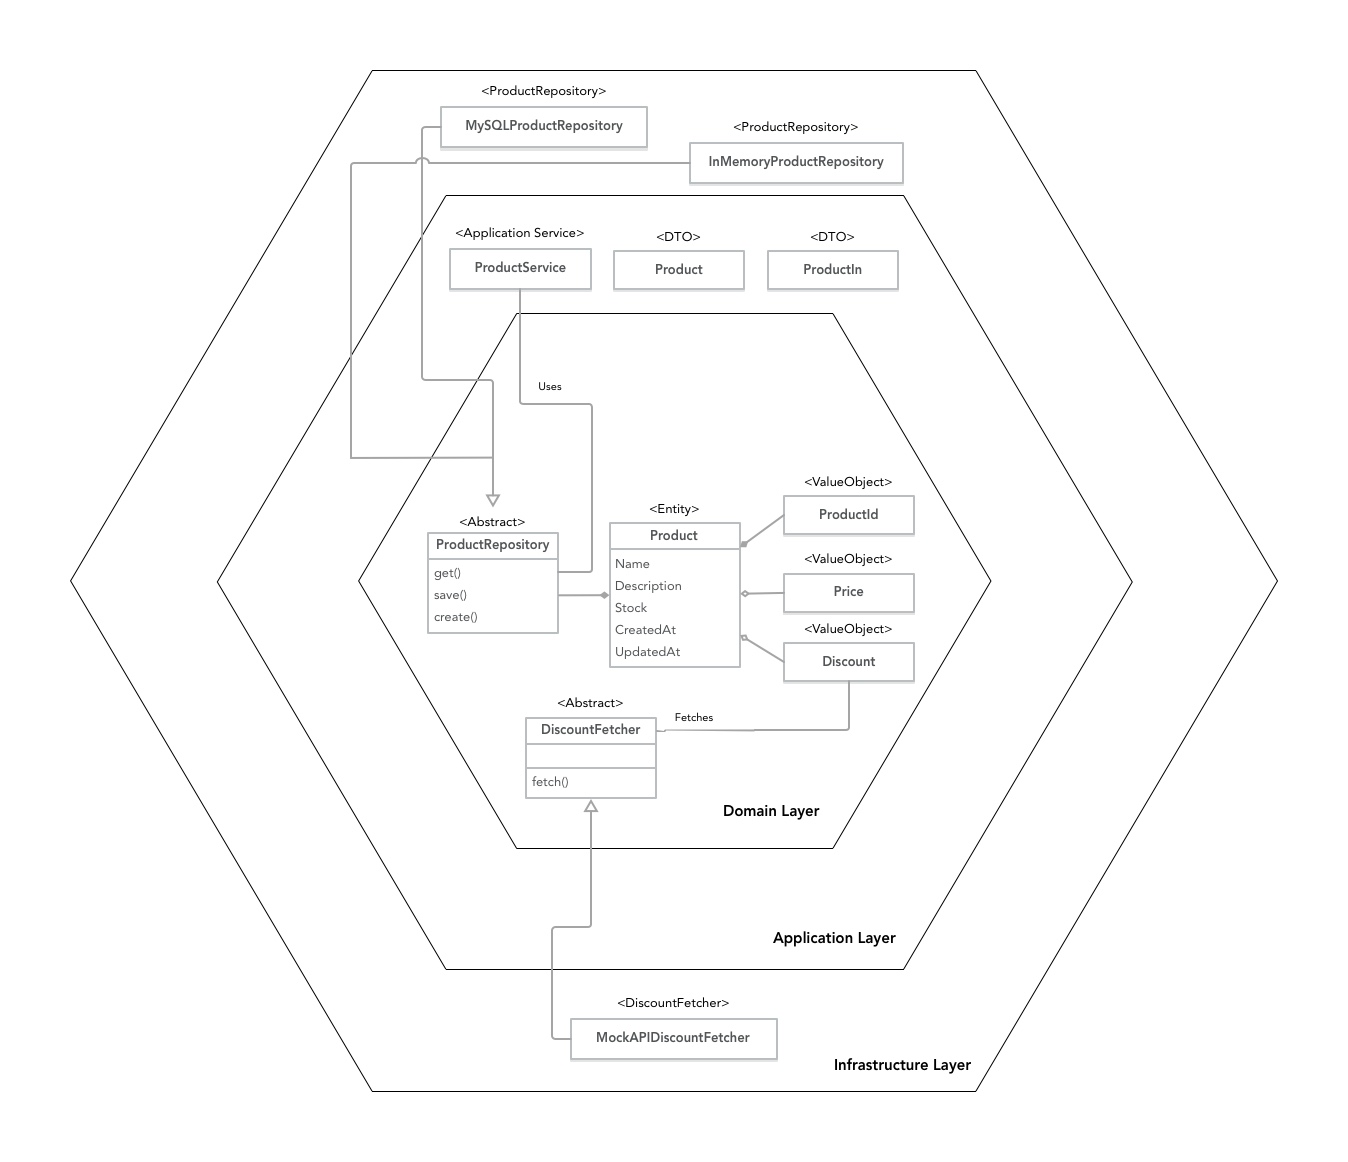 <ProductRepository>
MySQLProductRepository
<ProductRepository>
InMemoryProductRepository
<Application Service>
ProductService
<DTO>
Product
<DTO>
ProductIn
Uses
<Abstract>
ProductRepository
get()
save()
create()
<Entity>
Product
Name
Description
Stock
CreatedAt
UpdatedAt
<ValueObject>
ProductId
<ValueObject>
Price
<ValueObject>
Discount
<Abstract>
DiscountFetcher
fetch()
Fetches
Domain Layer
Application Layer
<DiscountFetcher>
MockAPIDiscountFetcher
Infrastructure Layer